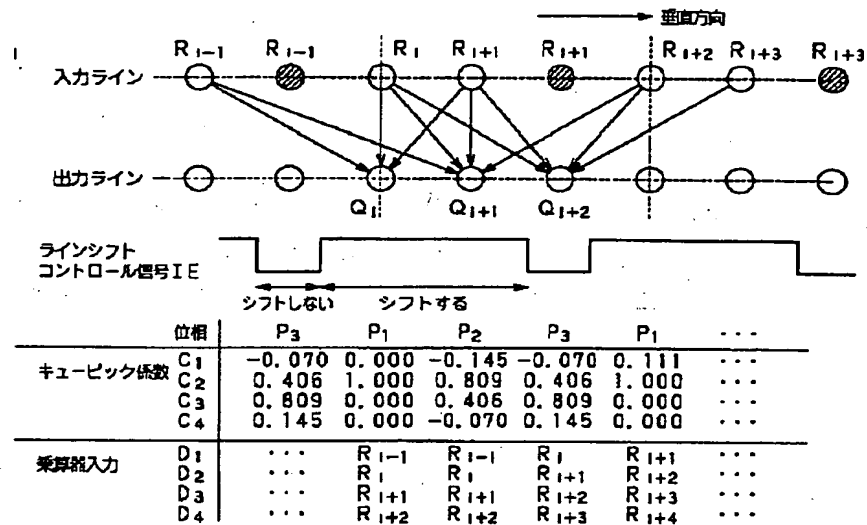 垂直方向
R i-1 R i-1 R i R i+1 R i+1 R i+2 R i+3 R i+3
入力ライン
出力ライン
Q i Q i+1 Q i+2
ラインシフト
コントロール信号IE
シフトしない シフトする
位相 P3 P1 P2 P3 P1 ・・・
キュービック係数 C1 -0.070 0.000 -0.145 -0.070 0.111 ・・・
C2 0.406 1.000 0.809 0.406 1.000 ・・・
C3 0.809 0.000 0.406 0.809 0.000 ・・・
C4 0.145 0.000 -0.070 0.145 0.000 ・・・
乗算器入力 D1 ・・・ R i-1 R i-1 R i R i+1 ・・・
D2 ・・・ R i R i R i+1 R i+2 ・・・
D3 ・・・ R i+1 R i+1 R i+2 R i+3 ・・・
D4 ・・・ R i+2 R i+2 R i+3 R i+4 ・・・